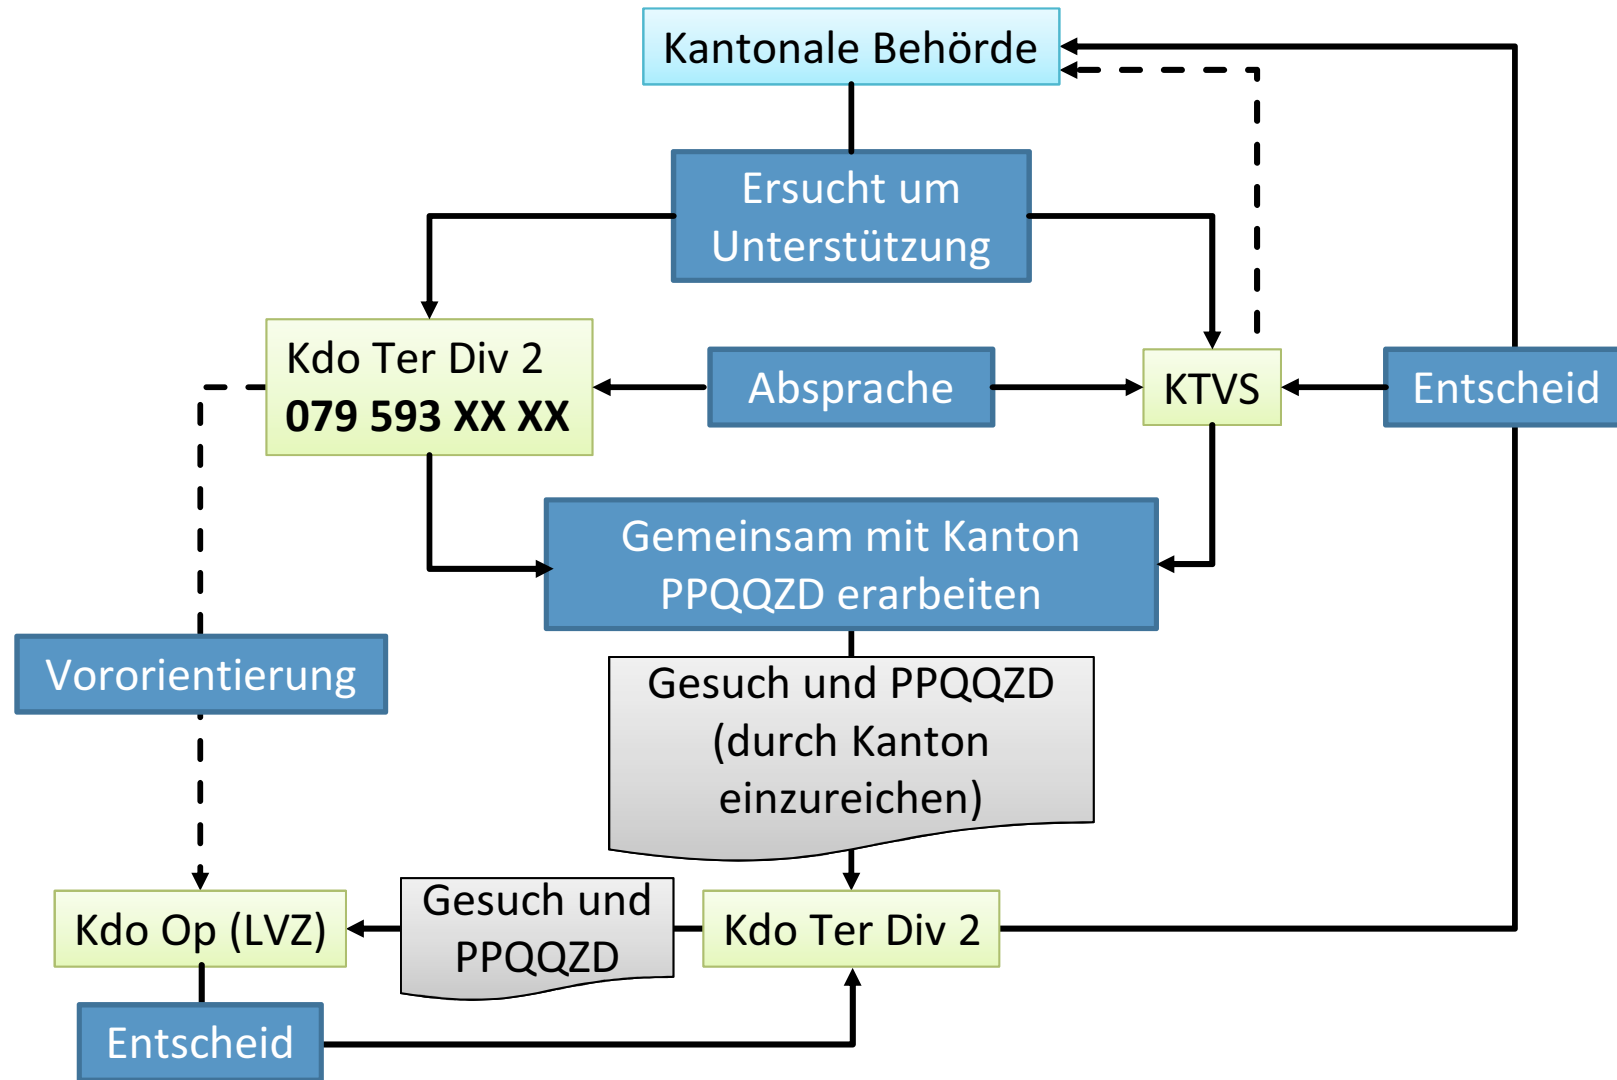 Kantonale Behörde
Ersucht um
Unterstützung
Kdo Ter Div 2
079 593 XX XX
Absprache
KTVS
Entscheid
Gemeinsam mit Kanton
PPQQZD erarbeiten
Vororientierung
Gesuch und PPQQZD
(durch Kanton
einzureichen)
Kdo Op (LVZ)
Gesuch und
PPQQZD
Kdo Ter Div 2
Entscheid